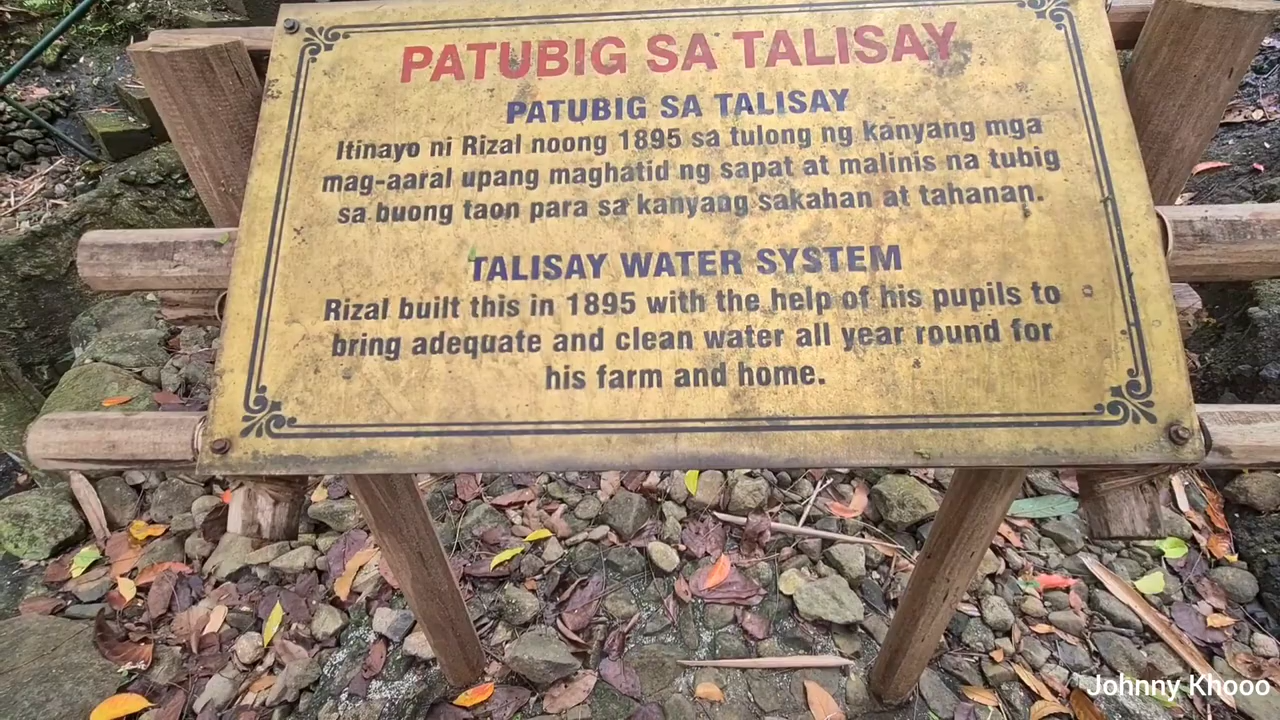 PATUBIG SA TALISAY
PATUBIG SA TALISAY
Itinayo ni Rizal noong 1895 sa tulong ng kanyang mga
mag-aaral upang maghatid ng sapat at malinis na tubig
sa buong taon para sa kanyang sakahan at tahanan.
TALISAY WATER SYSTEM
Rizal built this in 1895 with the help of his pupils to
bring adequate and clean water all year round for
his farm and home.
Johnny Khooo